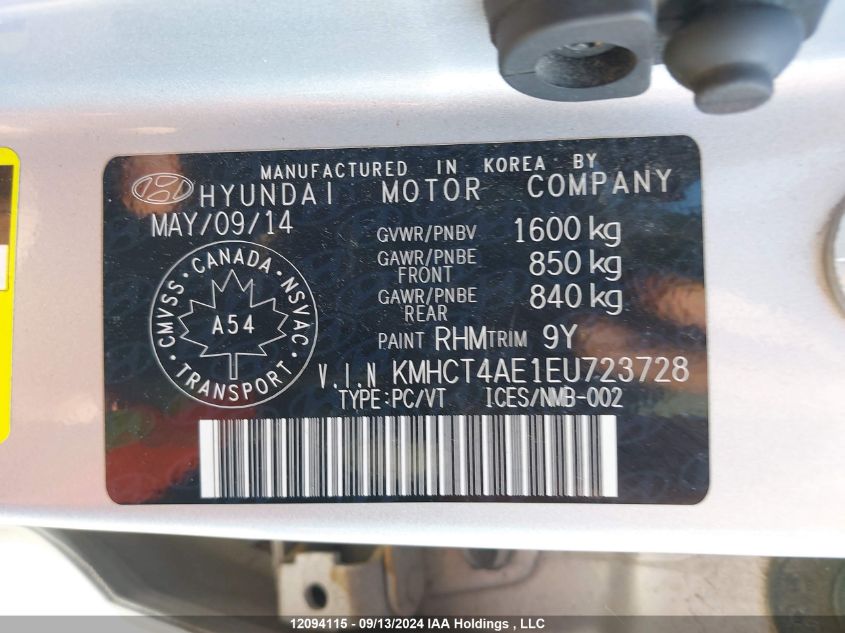 MANUFACTURED IN KOREA BY
HYUNDAI MOTOR COMPANY
MAY/09/14
GVWR/PNBV 1600 kg
GAWR/PNBE FRONT 850 kg
GAWR/PNBE REAR 840 kg
PAINT RHM TRIM 9Y
CMVSS · CANADA · NSVAC
A54
TRANSPORT
V.I.N KMHCT4AE1EU723728
TYPE:PC/VT ICES/NMB-002
12094115 - 09/13/2024 IAA Holdings , LLC